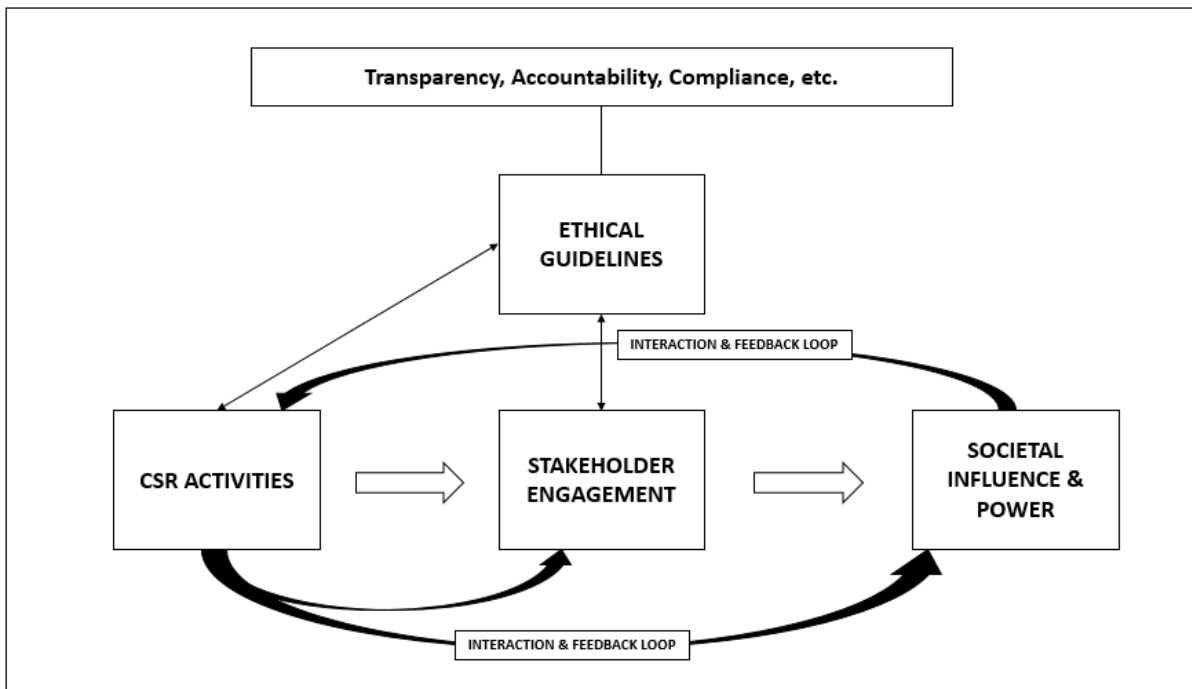 Transparency, Accountability, Compliance, etc.
ETHICAL
GUIDELINES
INTERACTION & FEEDBACK LOOP
CSR ACTIVITIES
STAKEHOLDER
ENGAGEMENT
SOCIETAL
INFLUENCE &
POWER
INTERACTION & FEEDBACK LOOP